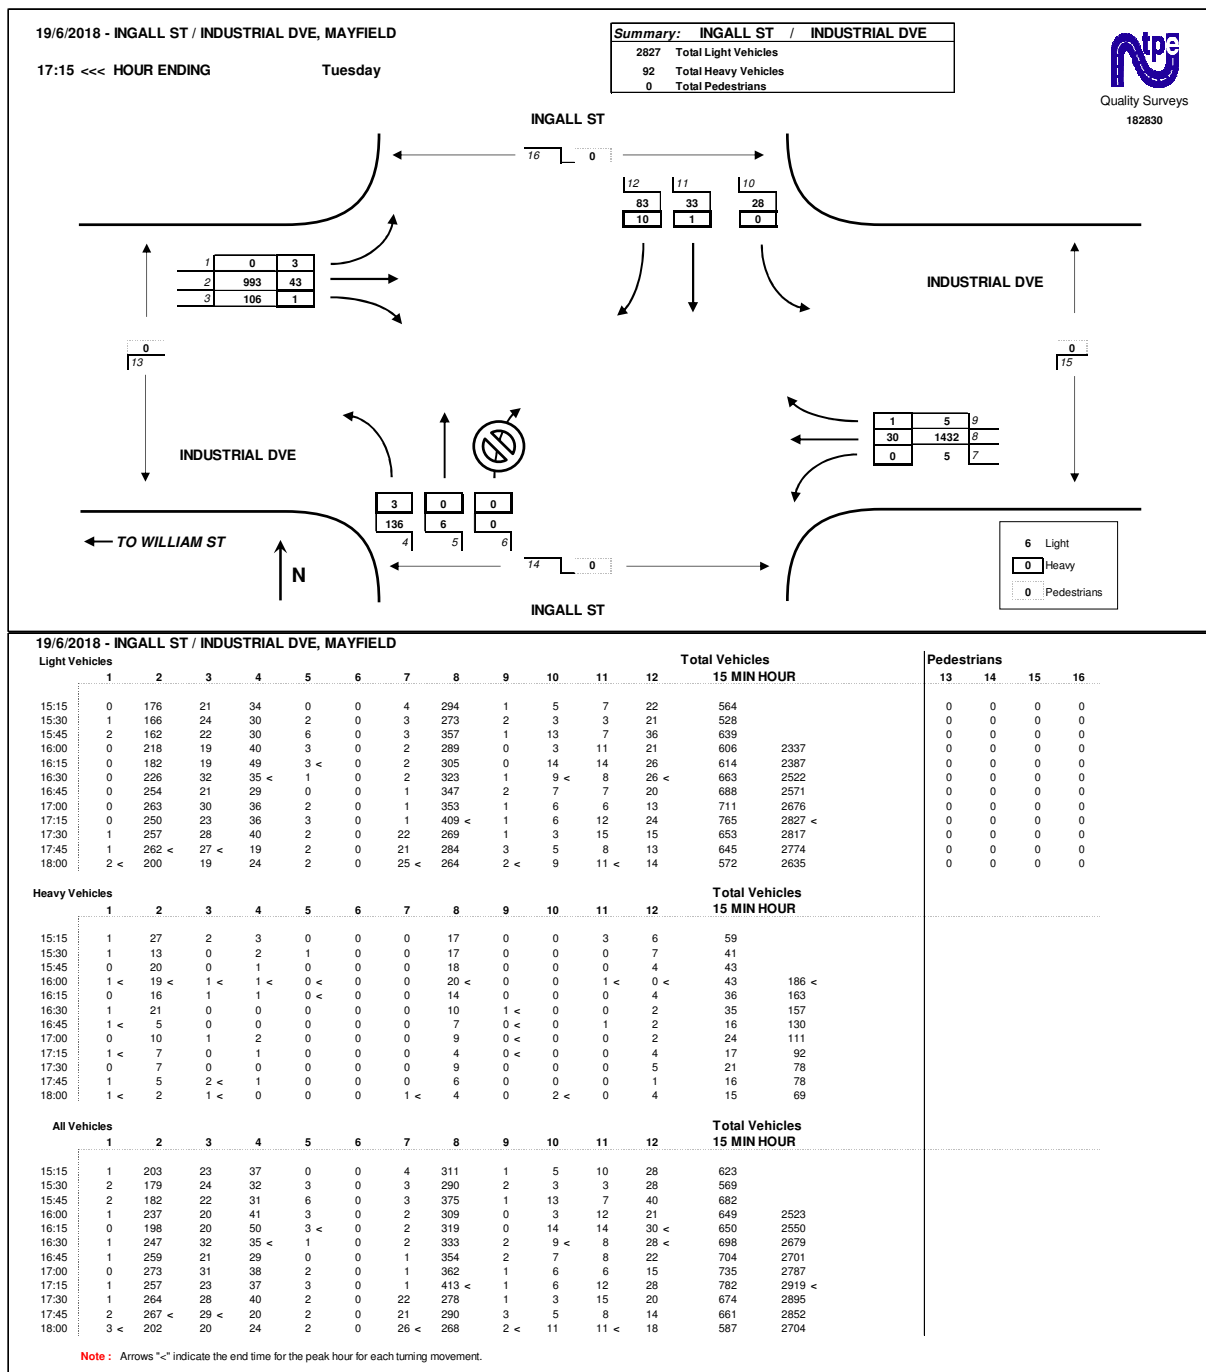 19/6/2018 - INGALL ST / INDUSTRIAL DVE, MAYFIELD
17:15 <<< HOUR ENDING Tuesday
Summary: INGALL ST / INDUSTRIAL DVE
2827 Total Light Vehicles
92 Total Heavy Vehicles
0 Total Pedestrians
tpe
Quality Surveys
182830
INGALL ST
16 0
12 11 10
83 33 28
10 1 0
1 0 3
2 993 43
3 106 1
INDUSTRIAL DVE
0
13
0
15
1 5 9
30 1432 8
0 5 7
INDUSTRIAL DVE
3 0 0
136 6 0
4 5 6
TO WILLIAM ST
N
14 0
INGALL ST
6 Light
0 Heavy
0 Pedestrians
19/6/2018 - INGALL ST / INDUSTRIAL DVE, MAYFIELD
Light Vehicles Total Vehicles Pedestrians
1 2 3 4 5 6 7 8 9 10 11 12 15 MIN HOUR 13 14 15 16
15:15 0 176 21 34 0 0 4 294 1 5 7 22 564 0 0 0 0
15:30 1 166 24 30 2 0 3 273 2 3 3 21 528 0 0 0 0
15:45 2 162 22 30 6 0 3 357 1 13 7 36 639 0 0 0 0
16:00 0 218 19 40 3 0 2 289 0 3 11 21 606 2337 0 0 0 0
16:15 0 182 19 49 3 < 0 2 305 0 14 14 26 614 2387 0 0 0 0
16:30 0 226 32 35 < 1 0 2 323 1 9 < 8 26 < 663 2522 0 0 0 0
16:45 0 254 21 29 0 0 1 347 2 7 7 20 688 2571 0 0 0 0
17:00 0 263 30 36 2 0 1 353 1 6 6 13 711 2676 0 0 0 0
17:15 0 250 23 36 3 0 1 409 < 1 6 12 24 765 2827 < 0 0 0 0
17:30 1 257 28 40 2 0 22 269 1 3 15 15 653 2817 0 0 0 0
17:45 1 262 < 27 < 19 2 0 21 284 3 5 8 13 645 2774 0 0 0 0
18:00 2 < 200 19 24 2 0 25 < 264 2 < 9 11 < 14 572 2635 0 0 0 0
Heavy Vehicles Total Vehicles
1 2 3 4 5 6 7 8 9 10 11 12 15 MIN HOUR
15:15 1 27 2 3 0 0 0 17 0 0 3 6 59
15:30 1 13 0 2 1 0 0 17 0 0 0 7 41
15:45 0 20 0 1 0 0 0 18 0 0 0 4 43
16:00 1 < 19 < 1 < 1 < 0 < 0 0 20 < 0 0 1 < 0 < 43 186 <
16:15 0 16 1 1 0 < 0 0 14 0 0 0 4 36 163
16:30 1 21 0 0 0 0 0 10 1 < 0 0 2 35 157
16:45 1 < 5 0 0 0 0 0 7 0 < 0 1 2 16 130
17:00 0 10 1 2 0 0 0 9 0 < 0 0 2 24 111
17:15 1 < 7 0 1 0 0 0 4 0 < 0 0 4 17 92
17:30 0 7 0 0 0 0 0 9 0 0 0 5 21 78
17:45 1 5 2 < 1 0 0 0 6 0 0 0 1 16 78
18:00 1 < 2 1 < 0 0 0 1 < 4 0 2 < 0 4 15 69
All Vehicles Total Vehicles
1 2 3 4 5 6 7 8 9 10 11 12 15 MIN HOUR
15:15 1 203 23 37 0 0 4 311 1 5 10 28 623
15:30 2 179 24 32 3 0 3 290 2 3 3 28 569
15:45 2 182 22 31 6 0 3 375 1 13 7 40 682
16:00 1 237 20 41 3 0 2 309 0 3 12 21 649 2523
16:15 0 198 20 50 3 < 0 2 319 0 14 14 30 < 650 2550
16:30 1 247 32 35 < 1 0 2 333 2 9 < 8 28 < 698 2679
16:45 1 259 21 29 0 0 1 354 2 7 8 22 704 2701
17:00 0 273 31 38 2 0 1 362 1 6 6 15 735 2787
17:15 1 257 23 37 3 0 1 413 < 1 6 12 28 782 2919 <
17:30 1 264 28 40 2 0 22 278 1 3 15 20 674 2895
17:45 2 267 < 29 < 20 2 0 21 290 3 5 8 14 661 2852
18:00 3 < 202 20 24 2 0 26 < 268 2 < 11 11 < 18 587 2704
Note : Arrows "<" indicate the end time for the peak hour for each turning movement.